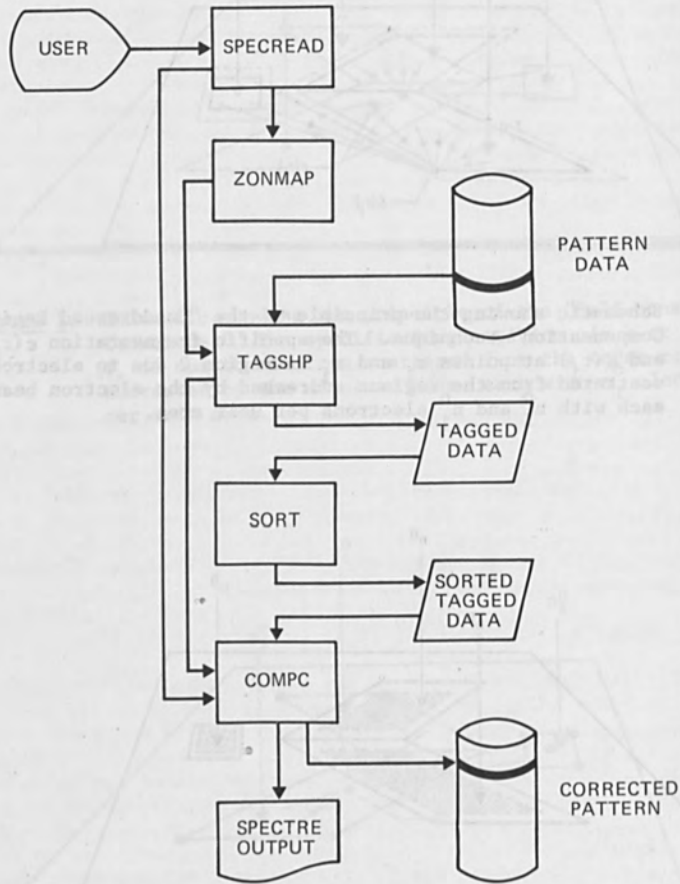 USER
SPECREAD
ZONMAP
PATTERN
DATA
TAGSHP
TAGGED
DATA
SORT
SORTED
TAGGED
DATA
COMPC
CORRECTED
PATTERN
SPECTRE
OUTPUT